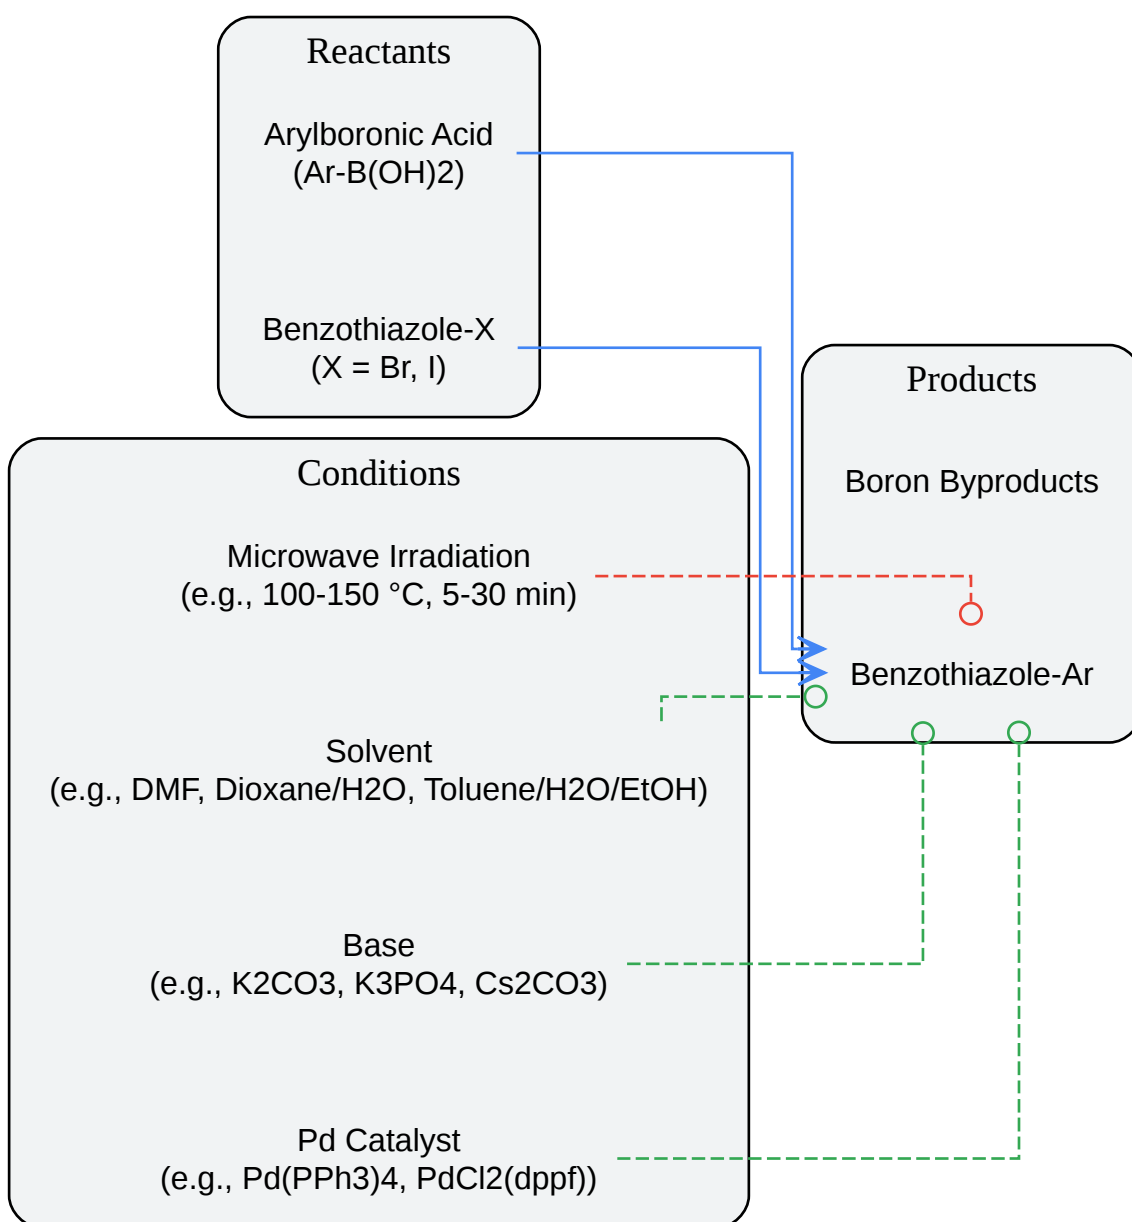 Reactants
Arylboronic Acid
(Ar-B(OH)2)
Benzothiazole-X
(X = Br, I)
Conditions
Microwave Irradiation
(e.g., 100-150 °C, 5-30 min)
Solvent
(e.g., DMF, Dioxane/H2O, Toluene/H2O/EtOH)
Base
(e.g., K2CO3, K3PO4, Cs2CO3)
Pd Catalyst
(e.g., Pd(PPh3)4, PdCl2(dppf))
Products
Boron Byproducts
Benzothiazole-Ar